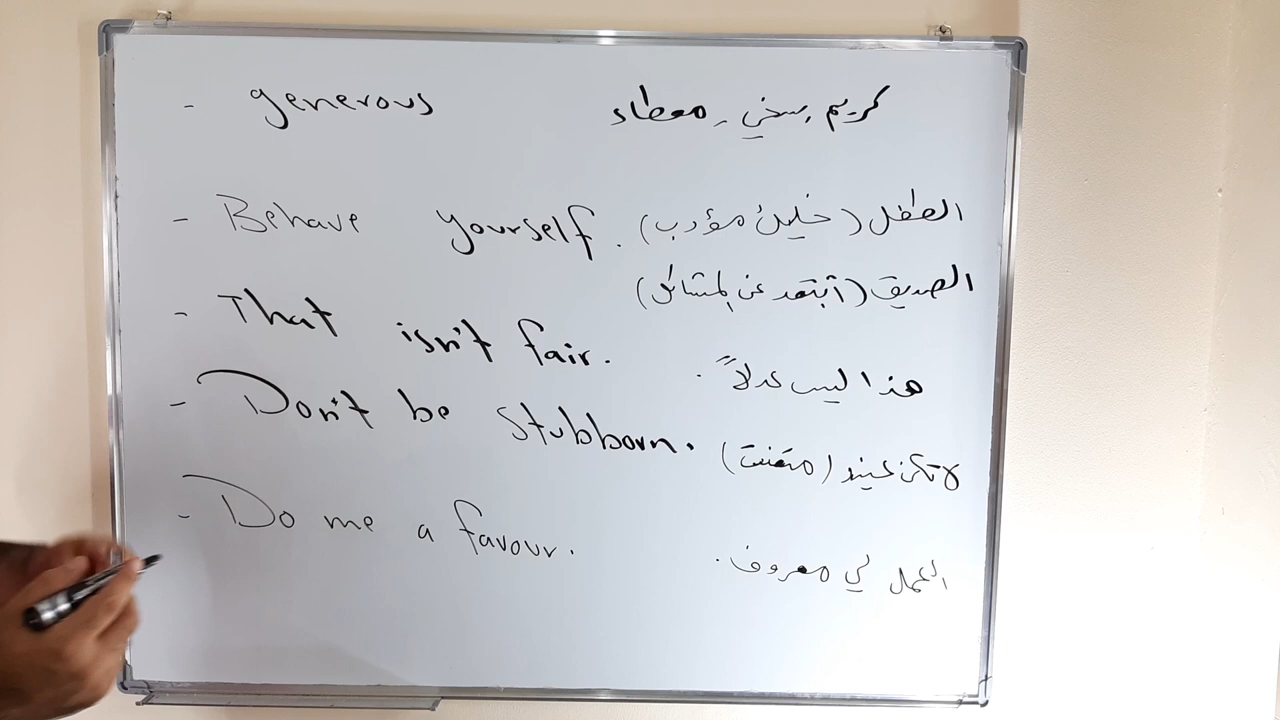 - generous كريم, سخي, معطاء
- Behave yourself. الطفل (خليك مؤدب)
الصديق (أبتعد عن المشاكل)
- That isn't fair. هذا ليس عدلاً.
- Don't be Stubborn. لا تكن عنيد (متعنت)
- Do me a favour. اعمل لي معروف.